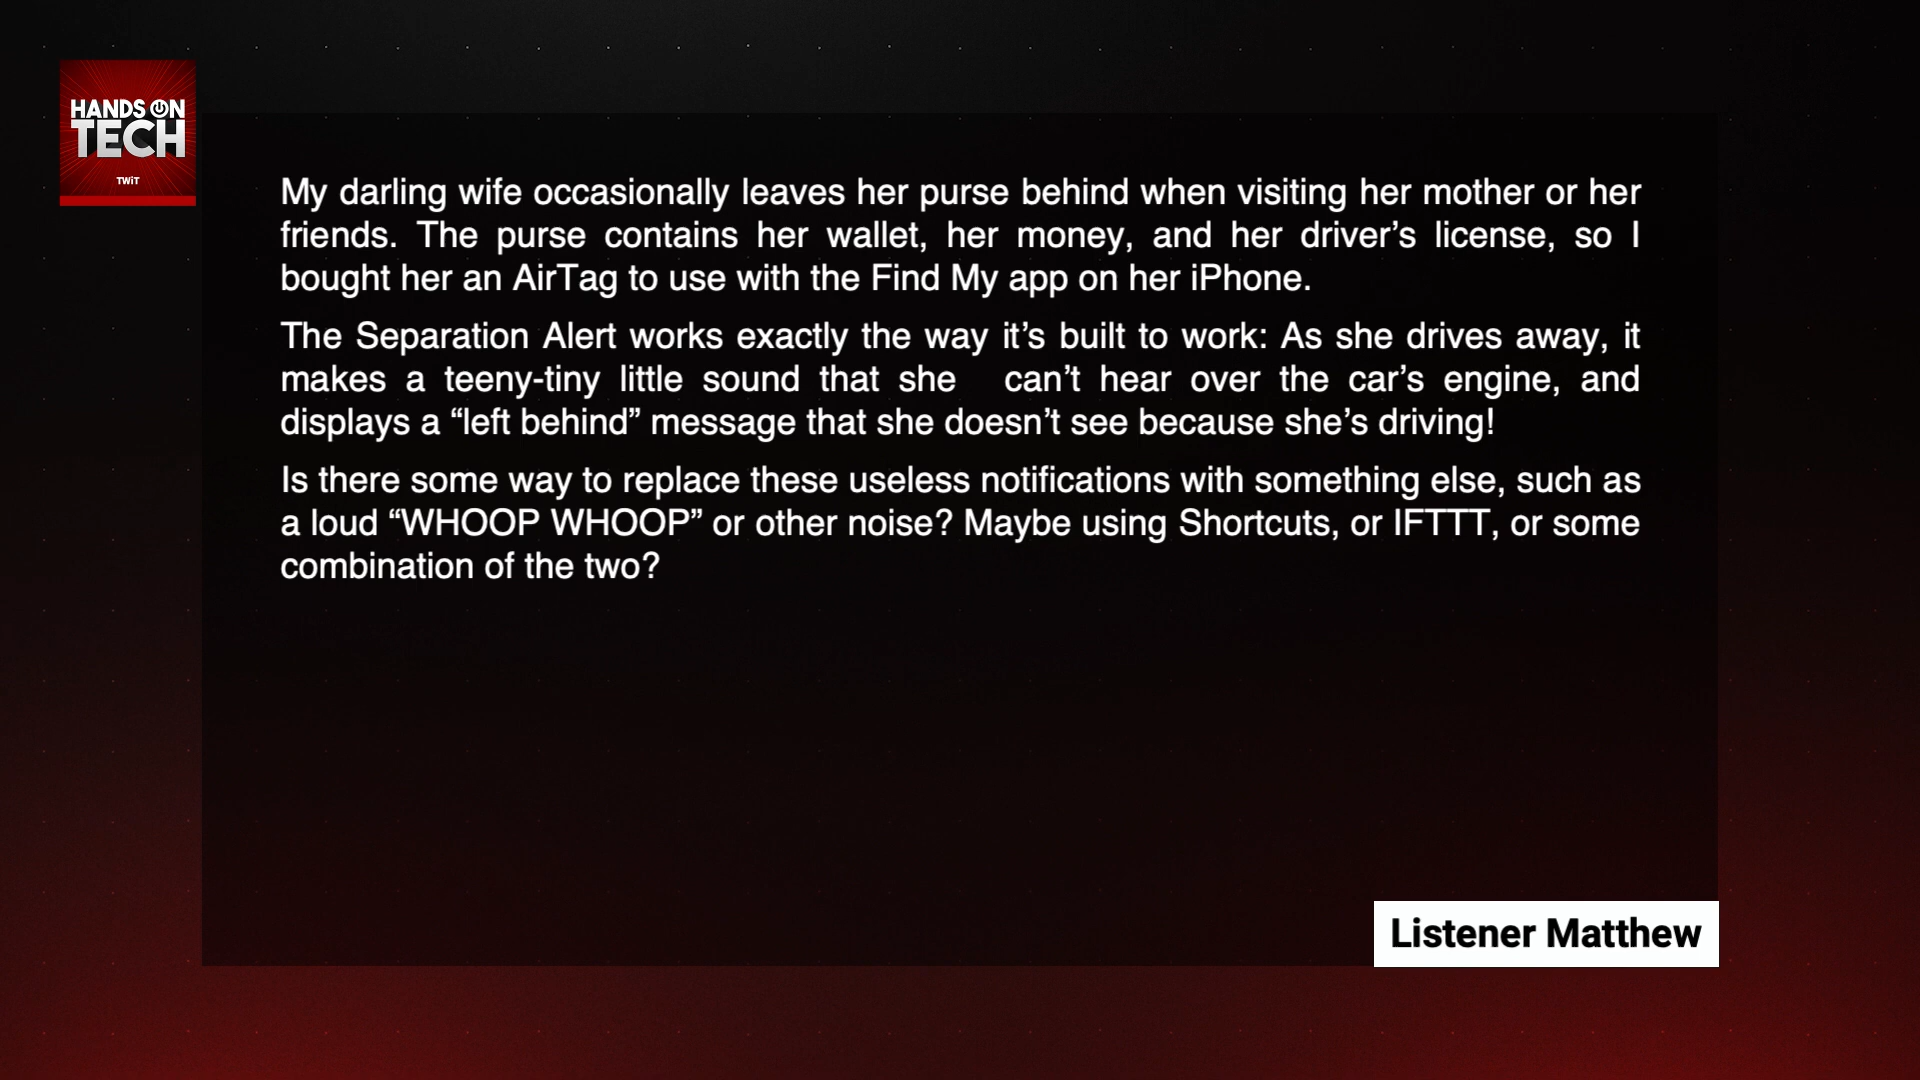 HANDS ON
TECH
TWiT
My darling wife occasionally leaves her purse behind when visiting her mother or her
friends. The purse contains her wallet, her money, and her driver’s license, so I
bought her an AirTag to use with the Find My app on her iPhone.
The Separation Alert works exactly the way it’s built to work: As she drives away, it
makes a teeny-tiny little sound that she can’t hear over the car’s engine, and
displays a “left behind” message that she doesn’t see because she’s driving!
Is there some way to replace these useless notifications with something else, such as
a loud “WHOOP WHOOP” or other noise? Maybe using Shortcuts, or IFTTT, or some
combination of the two?
Listener Matthew